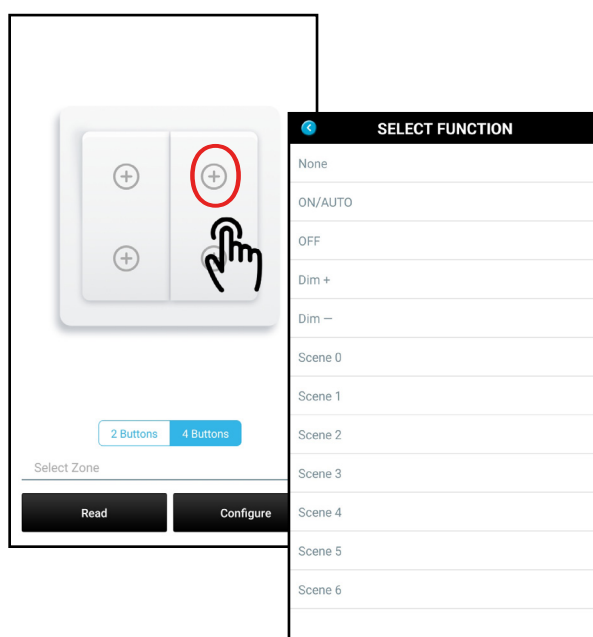 2 Buttons
4 Buttons
Select Zone
Read
Configure
SELECT FUNCTION
None
ON/AUTO
OFF
Dim +
Dim —
Scene 0
Scene 1
Scene 2
Scene 3
Scene 4
Scene 5
Scene 6